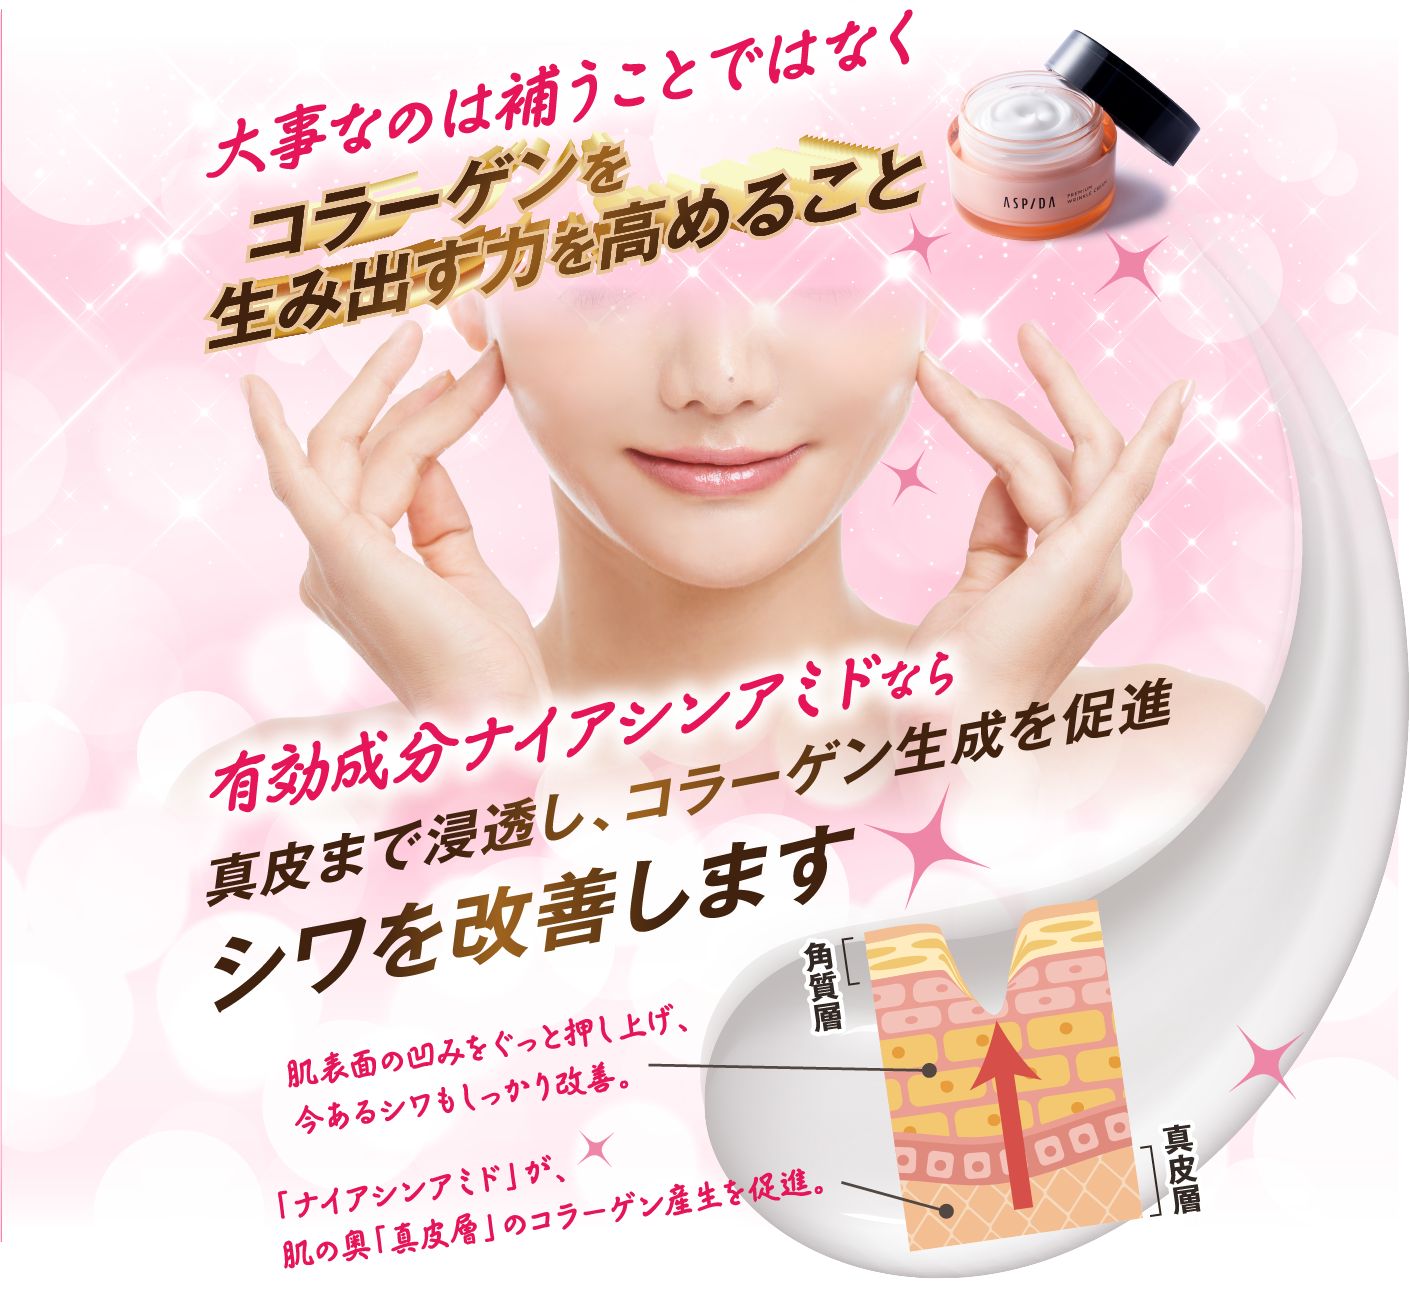 大事なのは補うことではなく
コラーゲンを
生み出す力を高めること
ASPIDA
PREMIUM
WRINKLE CREAM
有効成分ナイアシンアミドなら
真皮まで浸透し、コラーゲン生成を促進
シワを改善します
角質層
肌表面の凹みをぐっと押し上げ、
今あるシワもしっかり改善。
真皮層
「ナイアシンアミド」が、
肌の奥「真皮層」のコラーゲン産生を促進。